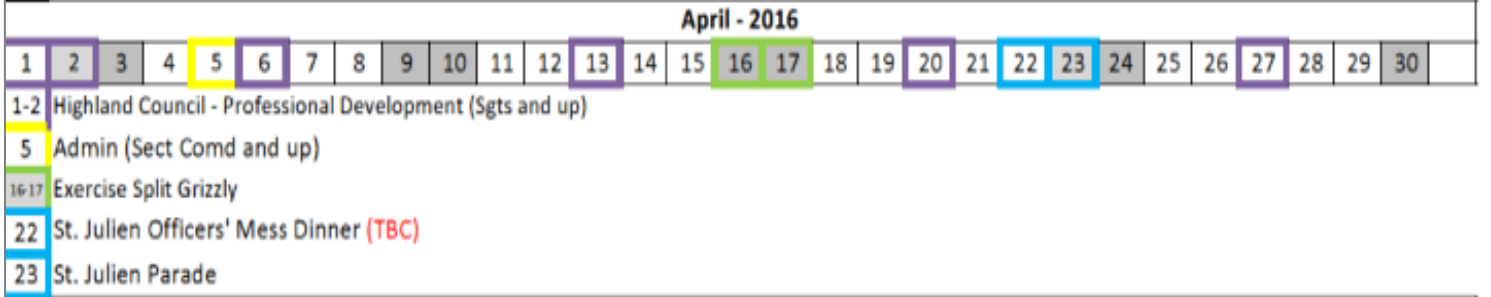 April - 2016
1 2 3 4 5 6 7 8 9 10 11 12 13 14 15 16 17 18 19 20 21 22 23 24 25 26 27 28 29 30
1-2 Highland Council - Professional Development (Sgts and up)
5 Admin (Sect Comd and up)
16-17 Exercise Split Grizzly
22 St. Julien Officers' Mess Dinner (TBC)
23 St. Julien Parade